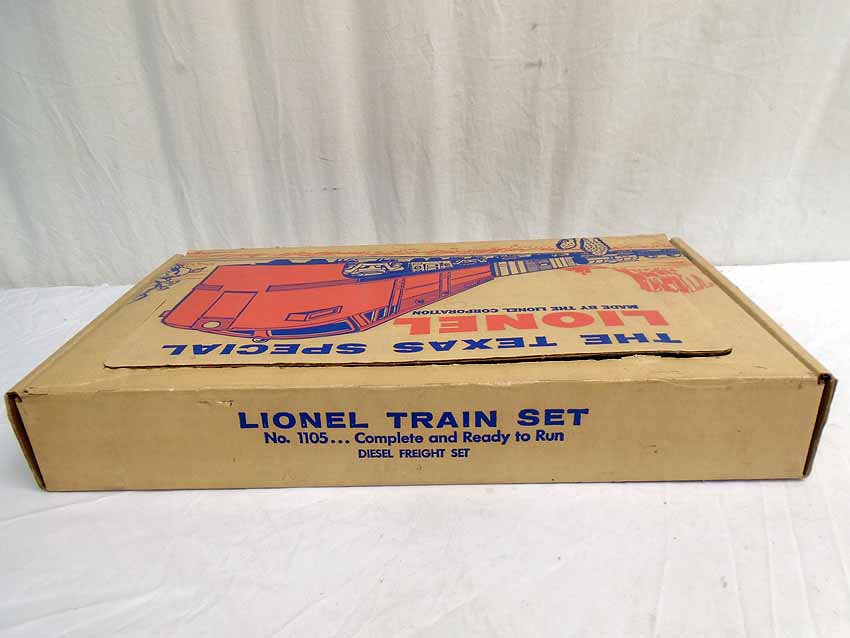 THE TEXAS SPECIAL
LIONEL
MADE BY THE LIONEL CORPORATION
LIONEL TRAIN SET
No. 1105... Complete and Ready to Run
DIESEL FREIGHT SET